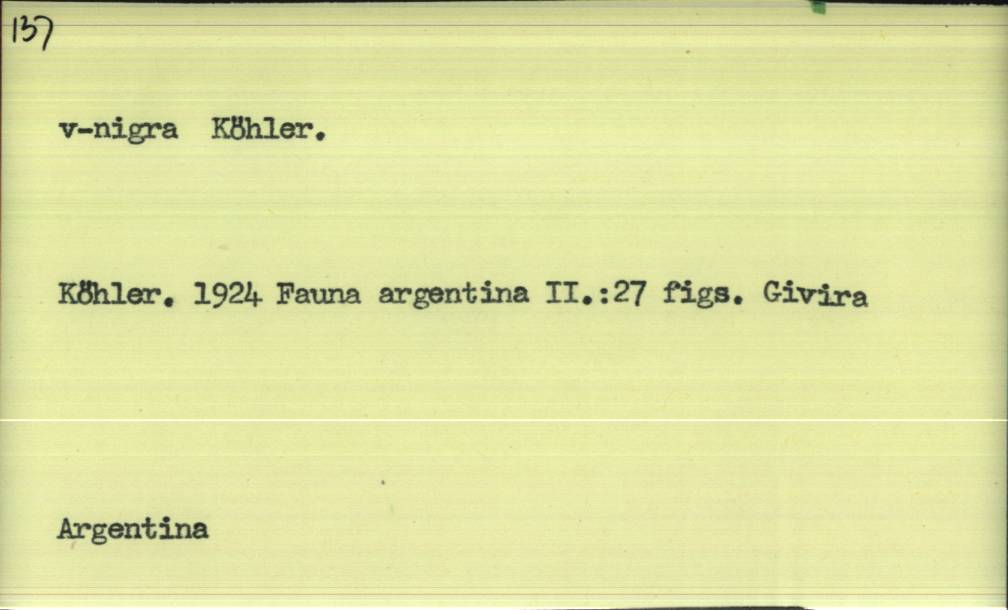 137
v-nigra Köhler.
Köhler. 1924 Fauna argentina II.:27 figs. Givira
Argentina